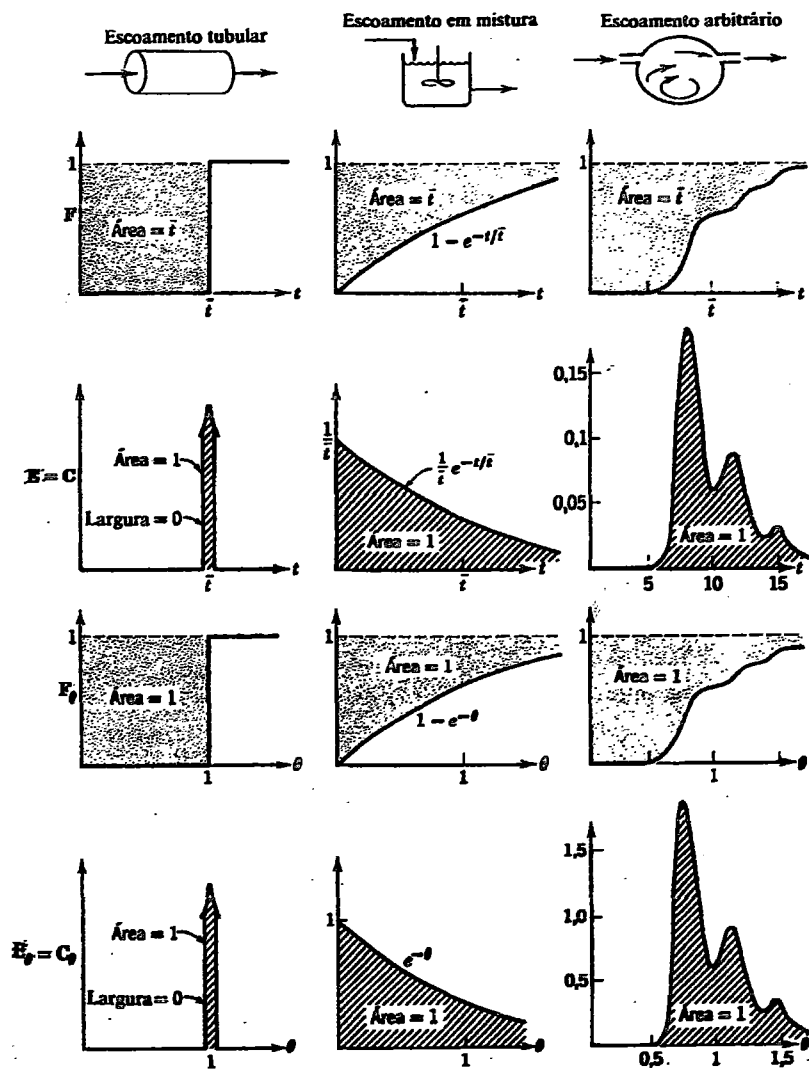 Escoamento tubular
Escoamento em mistura
Escoamento arbitrário
1
F
Área = t̄
t̄
t
1
Área = t̄
1 − e^{−t/t̄}
t̄
t
1
Área = t̄
t̄
t
E = C
Área = 1
Largura = 0
t̄
t
1/t̄
1/t̄ e^{−t/t̄}
Área = 1
t̄
t
0,15
0,1
0,05
Área = 1
5 10 15 t
1
F_θ
Área = 1
1
θ
1
Área = 1
1 − e^{−θ}
1
θ
1
Área = 1
1
θ
E_θ = C_θ
Área = 1
Largura = 0
1
θ
1
e^{−θ}
Área = 1
1
θ
1,5
1,0
0,5
Área = 1
0,5 1 1,5 θ